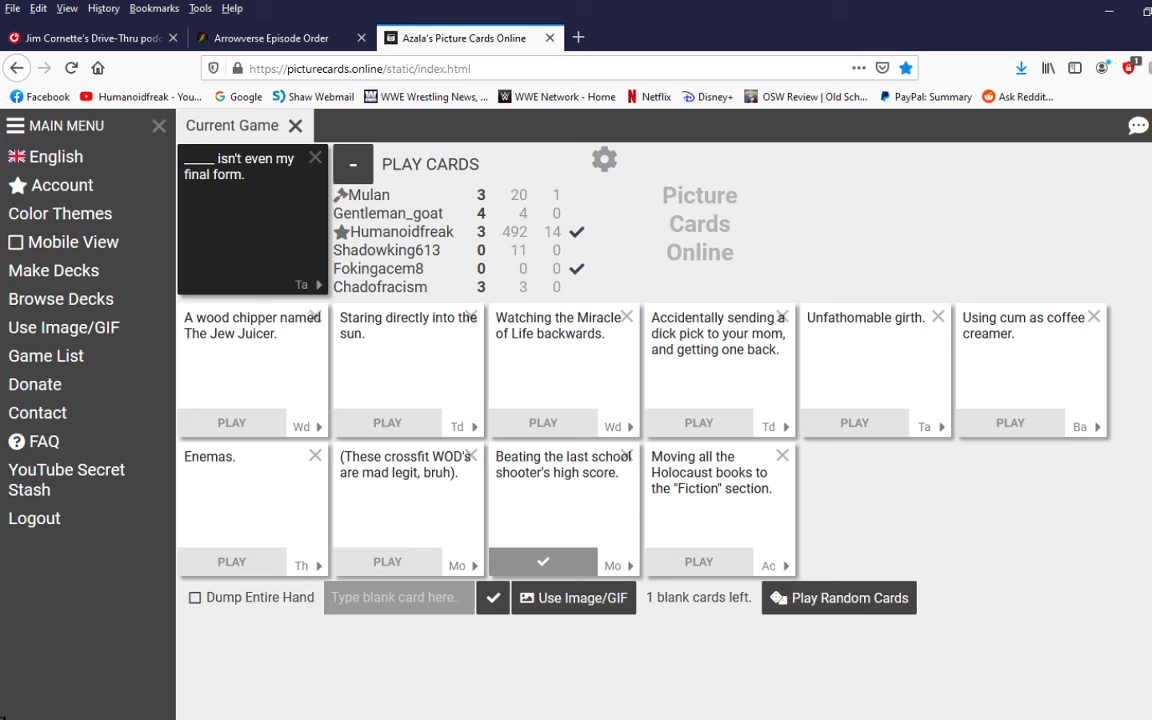 File Edit View History Bookmarks Tools Help
Jim Cornette's Drive-Thru podc
Arrowverse Episode Order
Azala's Picture Cards Online
https://picturecards.online/static/index.html
1
Facebook
Humanoidfreak - You...
Google
Shaw Webmail
WWE Wrestling News, ...
WWE Network - Home
Netflix
Disney+
OSW Review | Old Sch...
PayPal: Summary
Ask Reddit...
MAIN MENU
Current Game
English
Account
Color Themes
Mobile View
Make Decks
Browse Decks
Use Image/GIF
Game List
Donate
Contact
FAQ
YouTube Secret
Stash
Logout
_____ isn't even my
final form.
Ta
- PLAY CARDS
Mulan 3 20 1
Gentleman_goat 4 4 0
Humanoidfreak 3 492 14
Shadowking613 0 11 0
Fokingacem8 0 0 0
Chadofracism 3 3 0
Picture
Cards
Online
A wood chipper named
The Jew Juicer.
PLAY Wd
Staring directly into the
sun.
PLAY Td
Watching the Miracle
of Life backwards.
PLAY Wd
Accidentally sending a
dick pick to your mom,
and getting one back.
PLAY Td
Unfathomable girth.
PLAY Ta
Using cum as coffee
creamer.
PLAY Ba
Enemas.
PLAY Th
(These crossfit WOD's
are mad legit, bruh).
PLAY Mo
Beating the last school
shooter's high score.
Mo
Moving all the
Holocaust books to
the "Fiction" section.
PLAY Ac
Dump Entire Hand
Type blank card here.
Use Image/GIF
1 blank cards left.
Play Random Cards